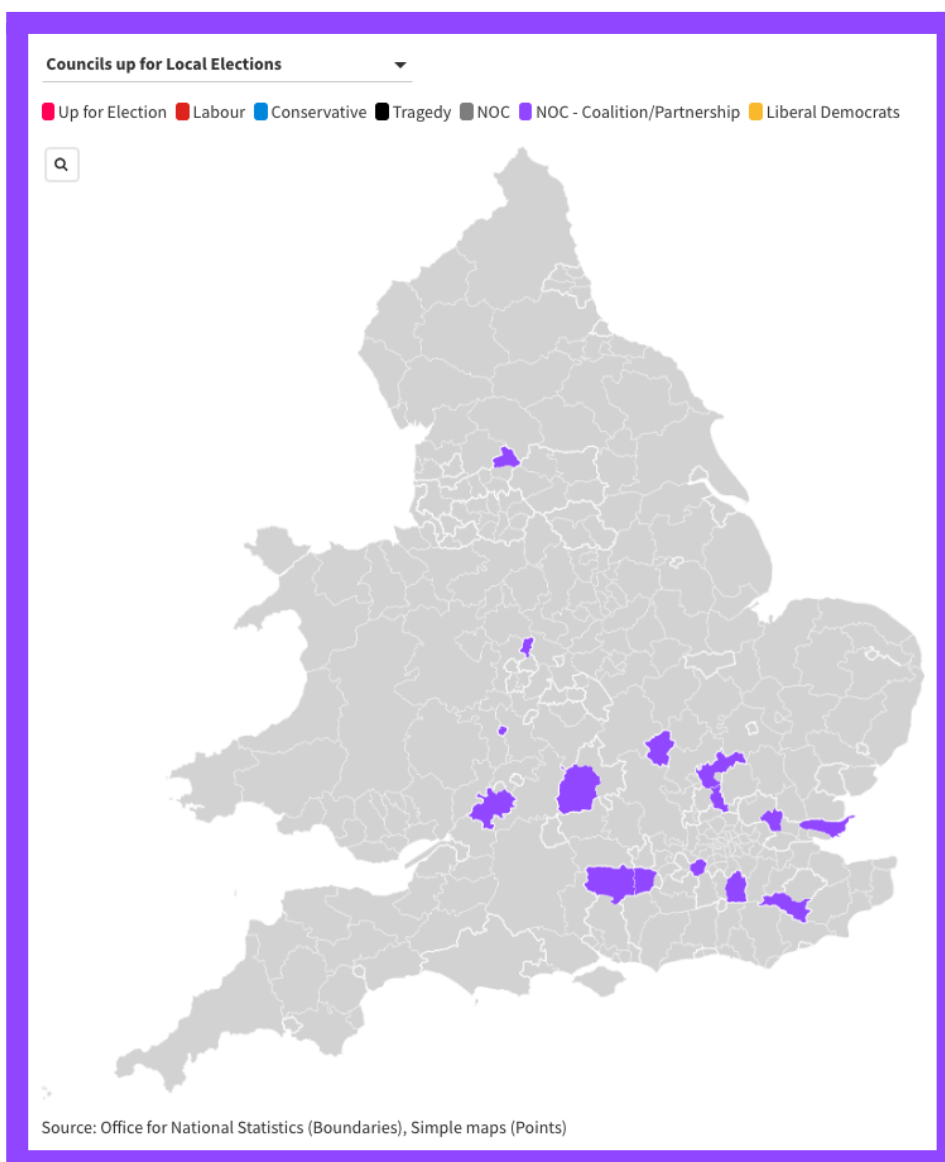 Councils up for Local Elections
Up for Election Labour Conservative Tragedy NOC NOC - Coalition/Partnership Liberal Democrats
Source: Office for National Statistics (Boundaries), Simple maps (Points)